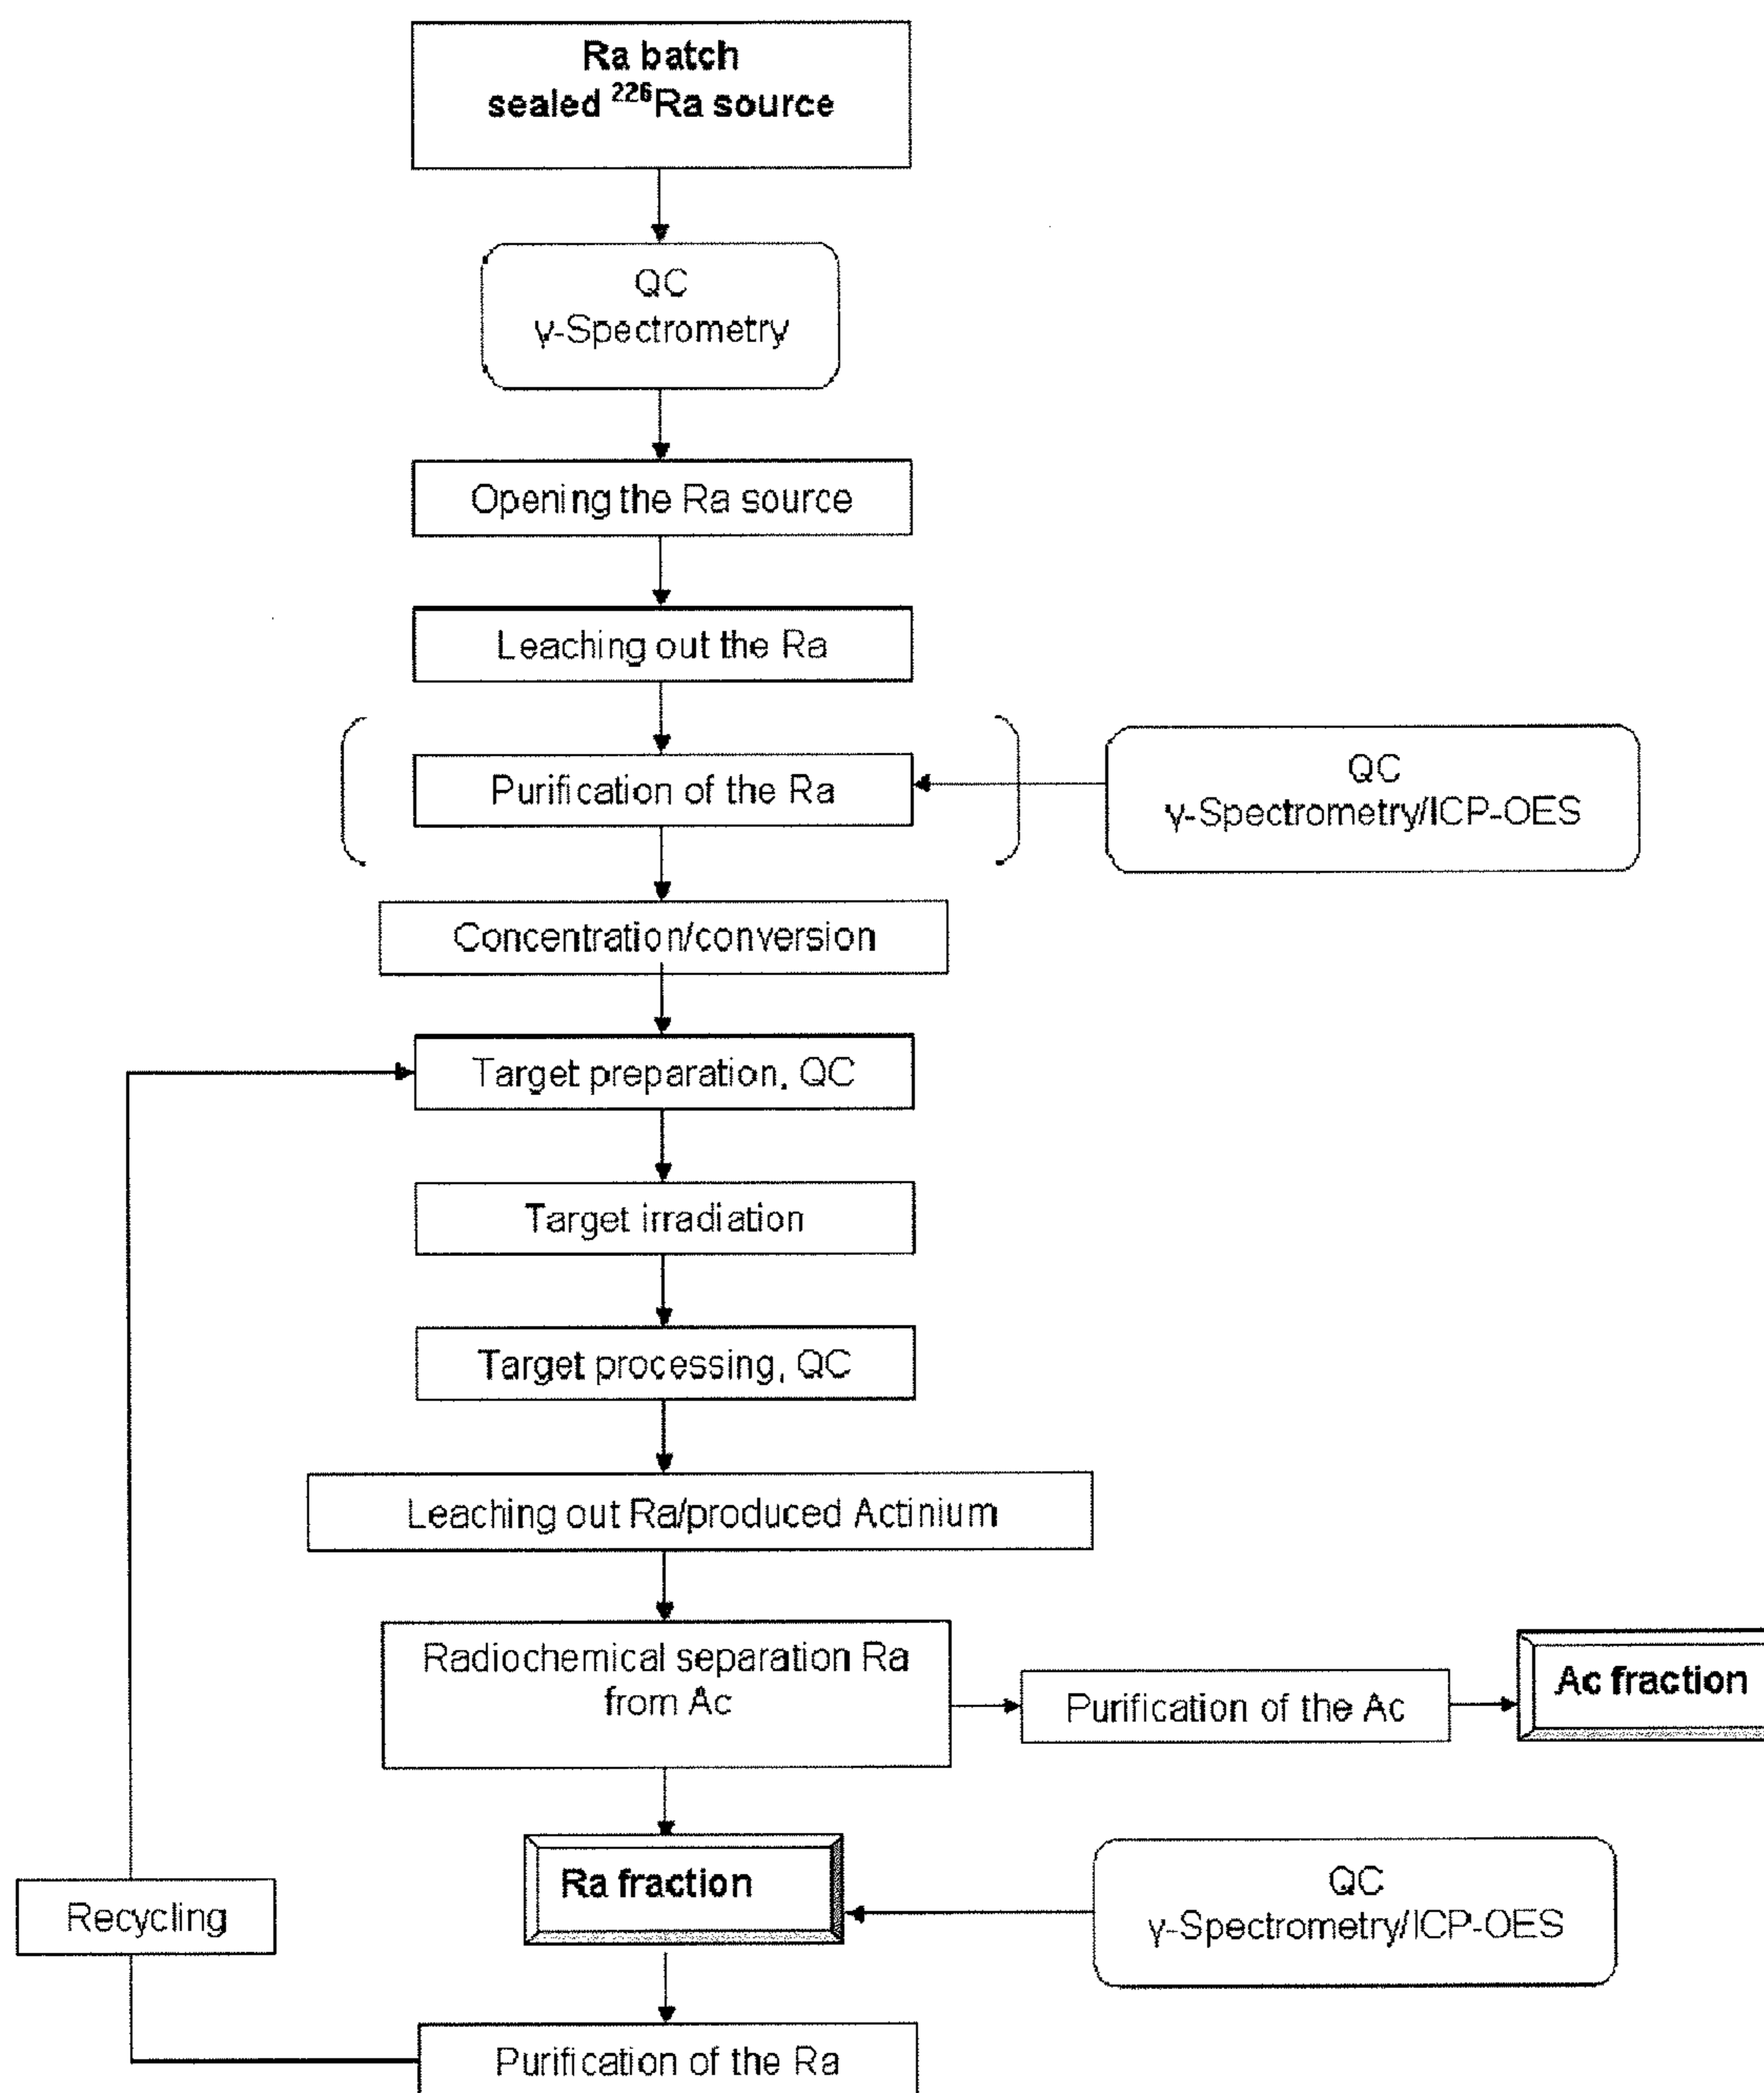 Ra batch
sealed ²²⁶Ra source
QC
γ-Spectrometry
Opening the Ra source
Leaching out the Ra
Purification of the Ra
QC
γ-Spectrometry/ICP-OES
Concentration/conversion
Target preparation, QC
Target irradiation
Target processing, QC
Leaching out Ra/produced Actinium
Radiochemical separation Ra
from Ac
Purification of the Ac
Ac fraction
Ra fraction
QC
γ-Spectrometry/ICP-OES
Recycling
Purification of the Ra